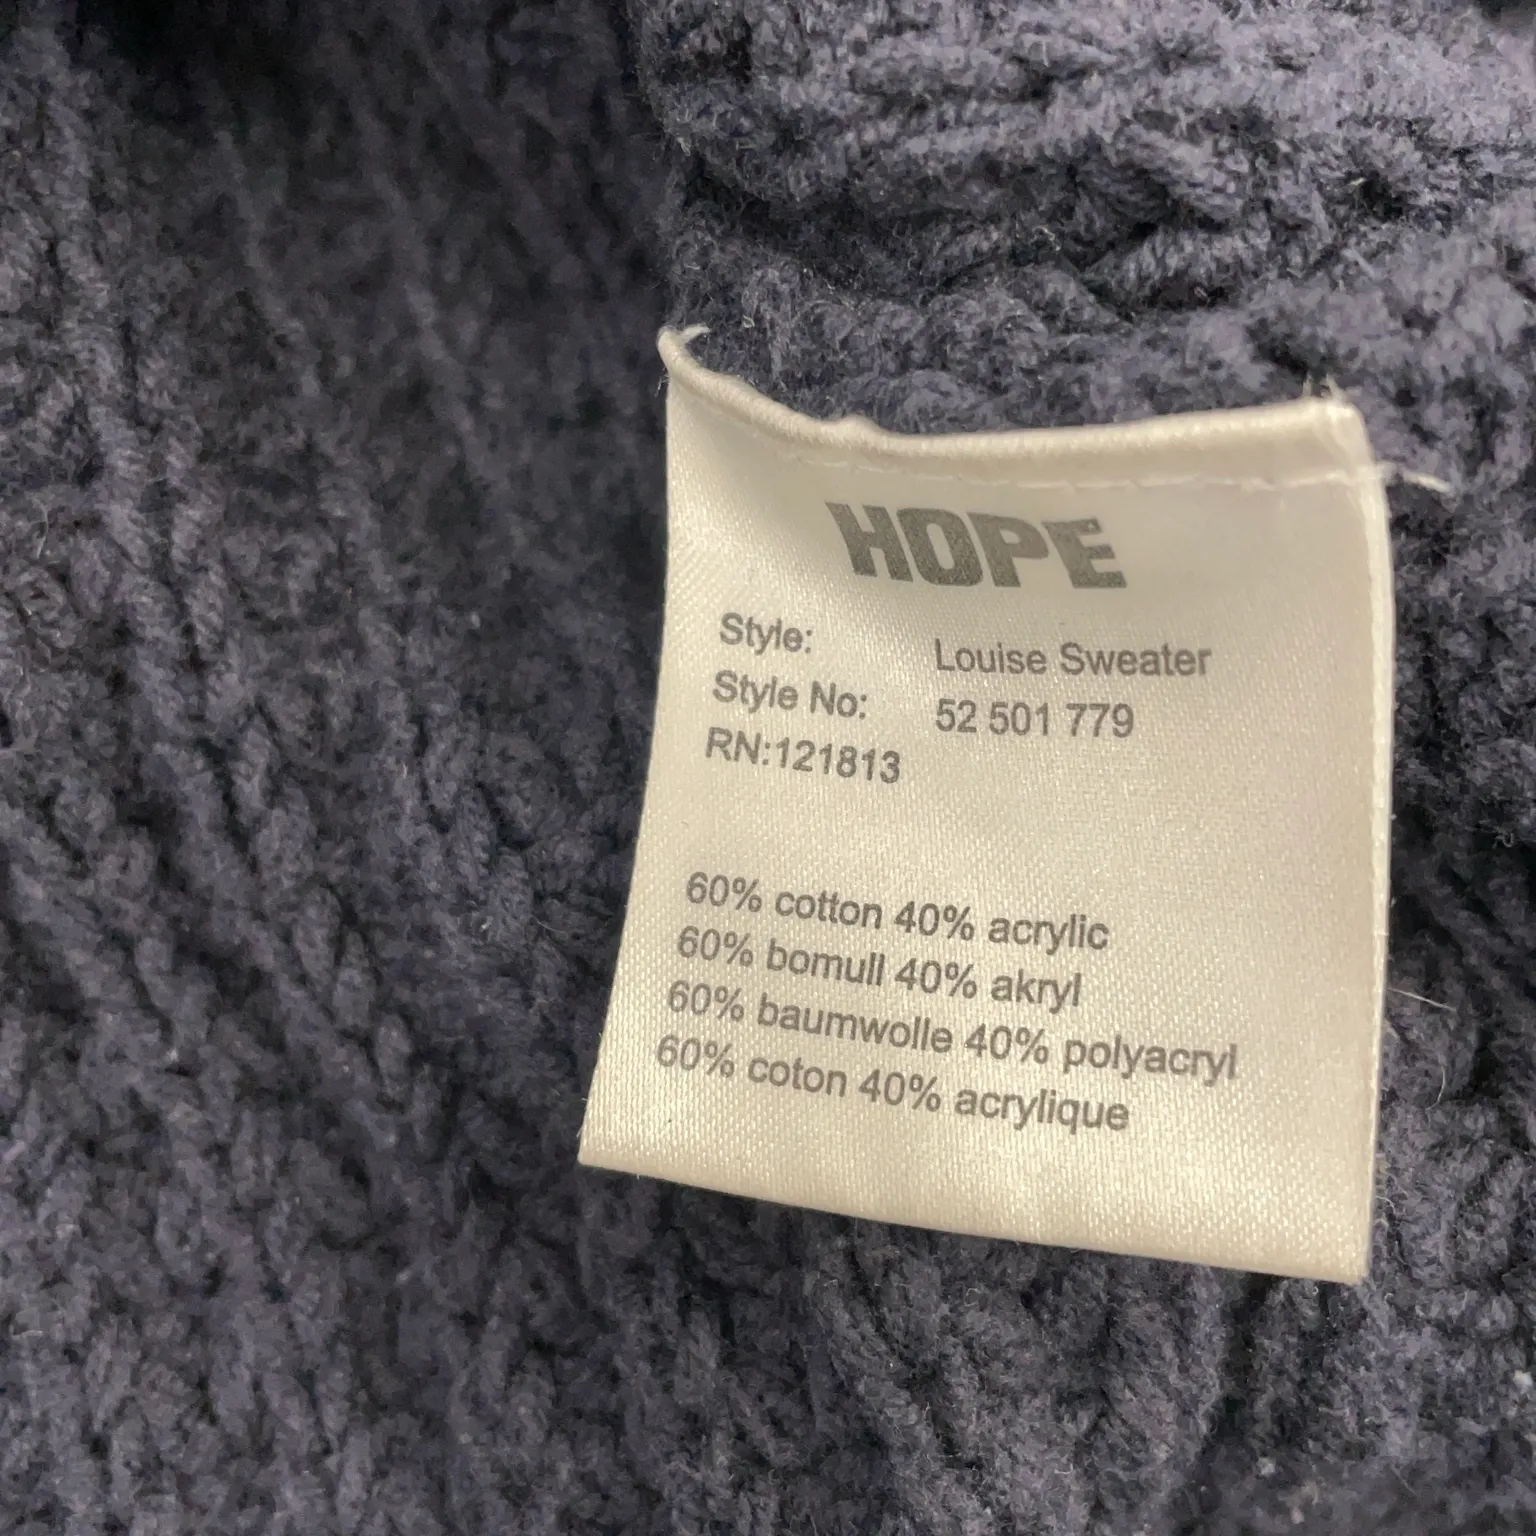 HOPE
Style: Louise Sweater
Style No: 52 501 779
RN:121813
60% cotton 40% acrylic
60% bomull 40% akryl
60% baumwolle 40% polyacryl
60% coton 40% acrylique